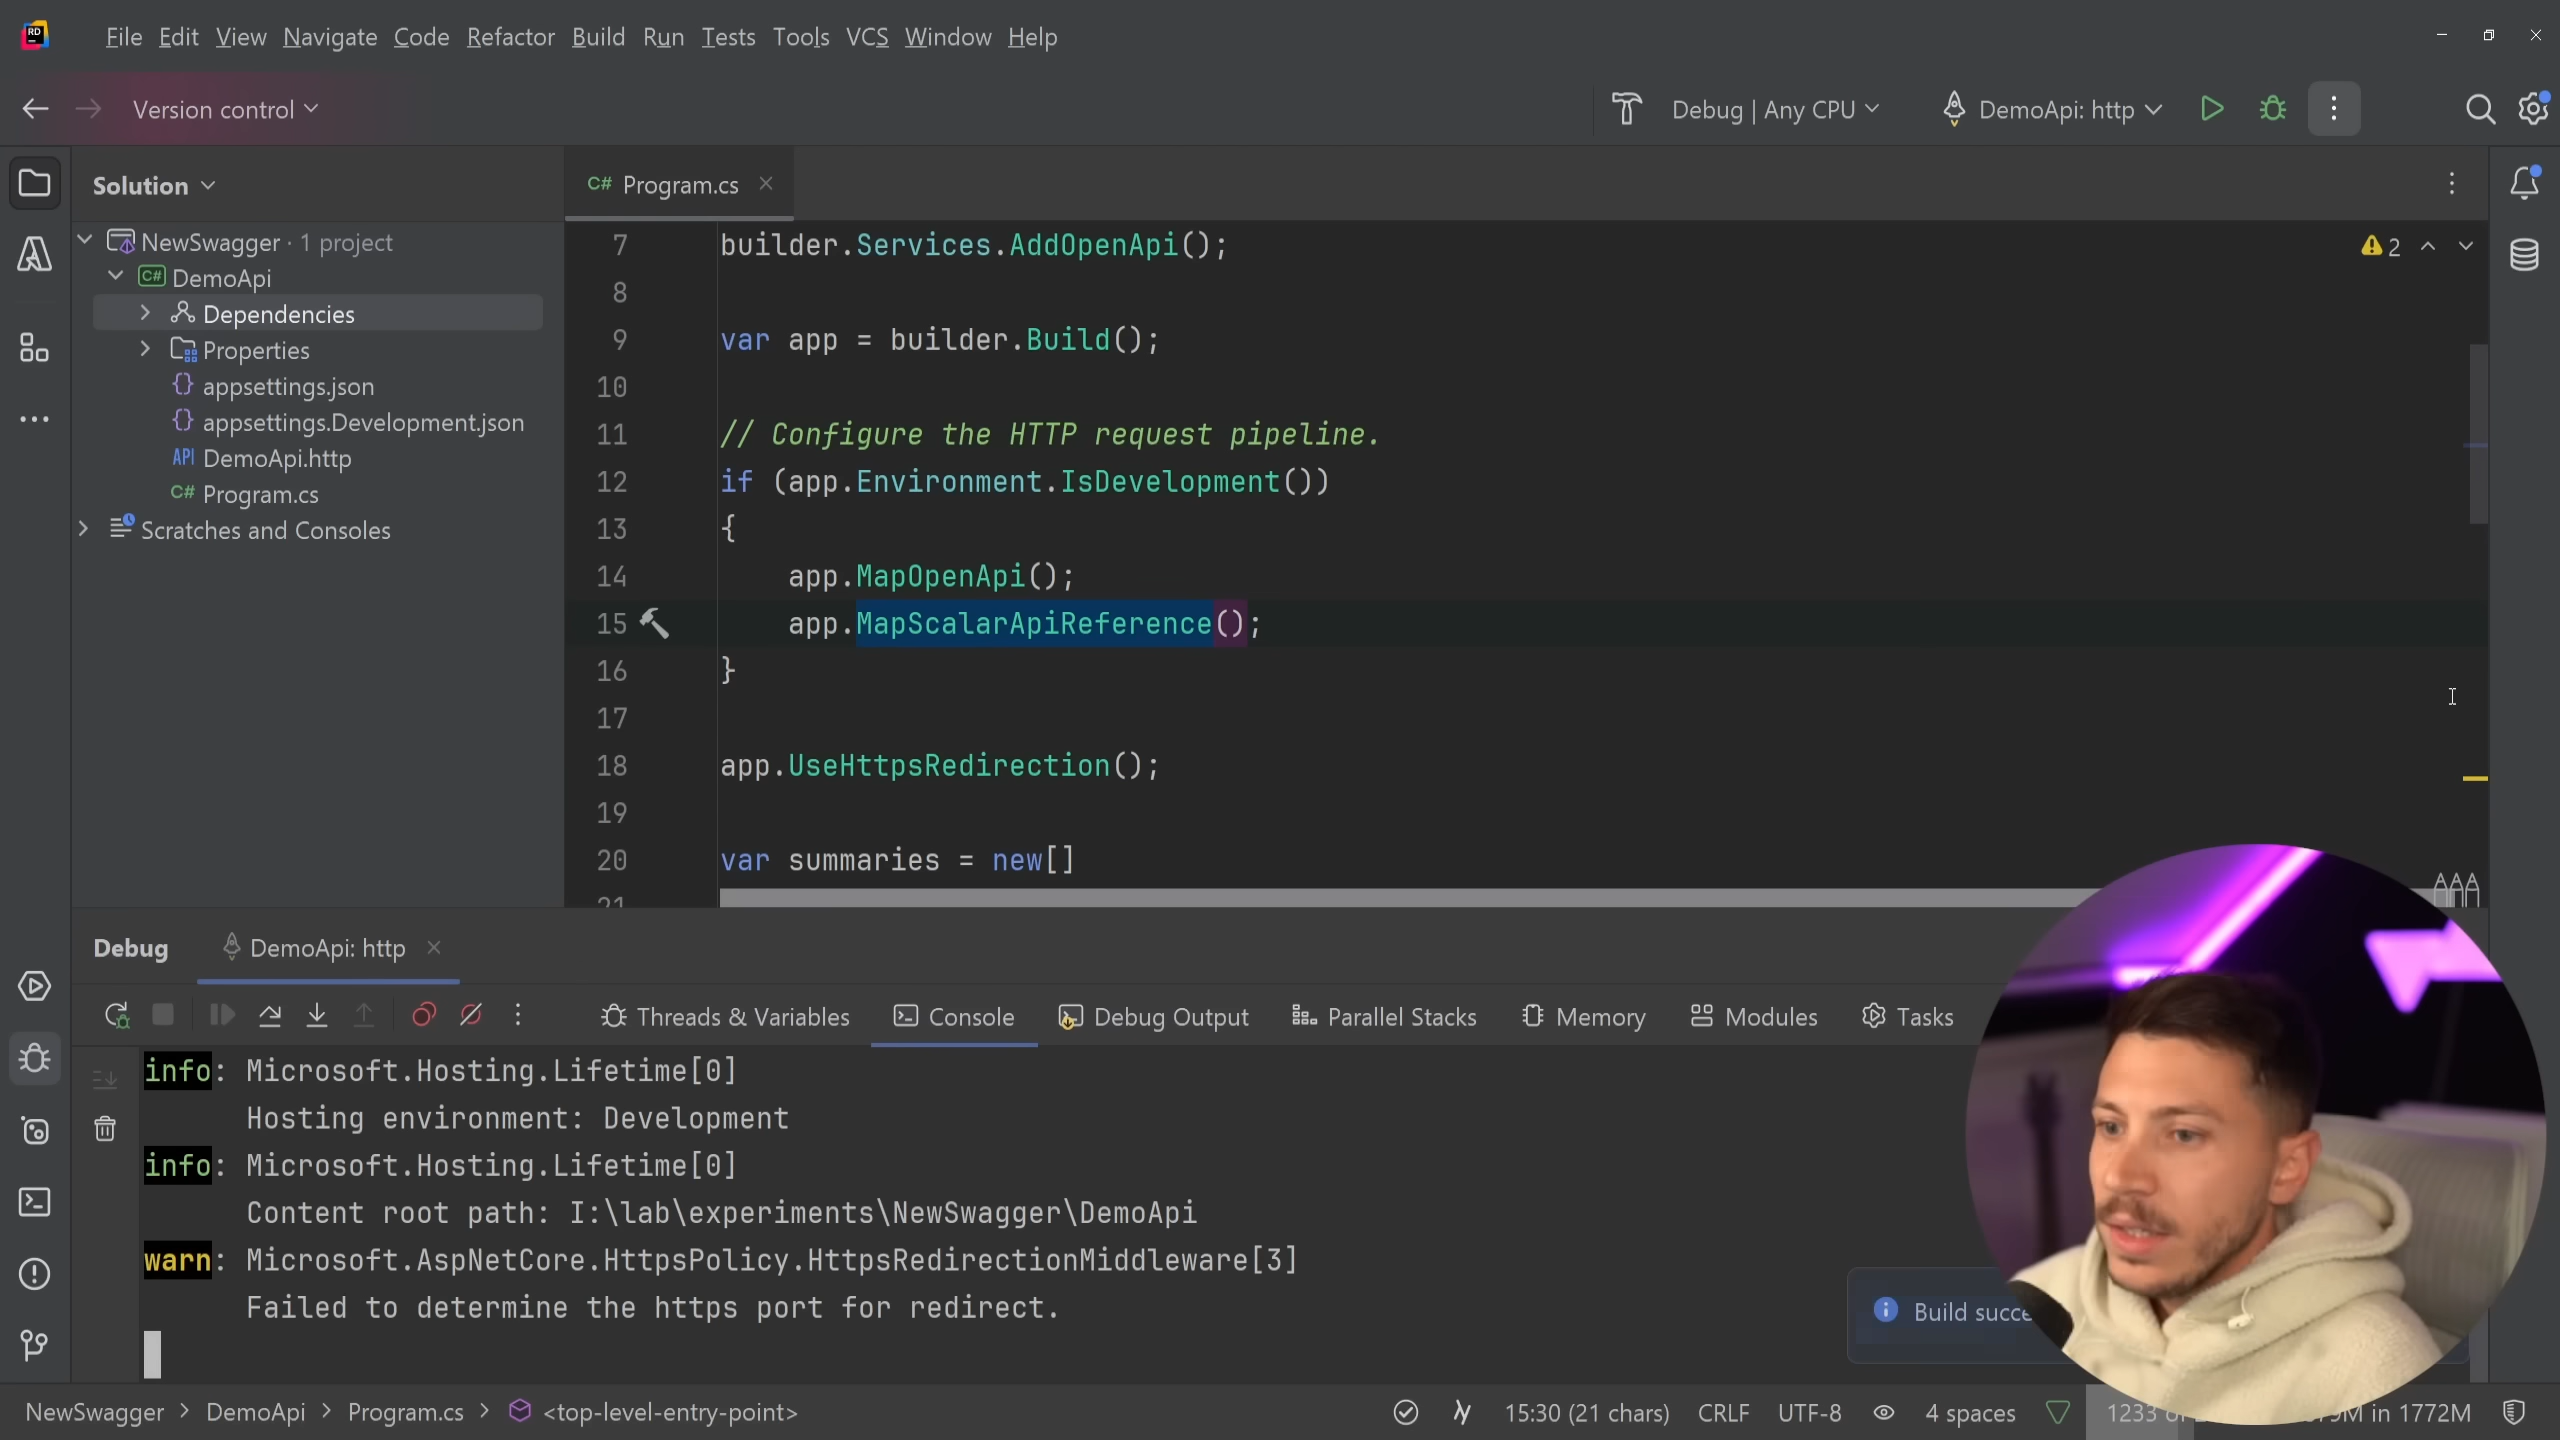 RD
File Edit View Navigate Code Refactor Build Run Tests Tools VCS Window Help
Version control
Debug | Any CPU
DemoApi: http
Solution
C# Program.cs
NewSwagger · 1 project
C# DemoApi
Dependencies
Properties
{} appsettings.json
{} appsettings.Development.json
API DemoApi.http
C# Program.cs
Scratches and Consoles
2
7 builder.Services.AddOpenApi();
8
9 var app = builder.Build();
10
11 // Configure the HTTP request pipeline.
12 if (app.Environment.IsDevelopment())
13 {
14 app.MapOpenApi();
15 app.MapScalarApiReference();
16 }
17
18 app.UseHttpsRedirection();
19
20 var summaries = new[]
21
Debug
DemoApi: http
Threads & Variables Console Debug Output Parallel Stacks Memory Modules Tasks
info: Microsoft.Hosting.Lifetime[0]
Hosting environment: Development
info: Microsoft.Hosting.Lifetime[0]
Content root path: I:\lab\experiments\NewSwagger\DemoApi
warn: Microsoft.AspNetCore.HttpsPolicy.HttpsRedirectionMiddleware[3]
Failed to determine the https port for redirect.
Build
NewSwagger > DemoApi > Program.cs > <top-level-entry-point>
15:30 (21 chars) CRLF UTF-8 4 spaces 1233 in 1772M